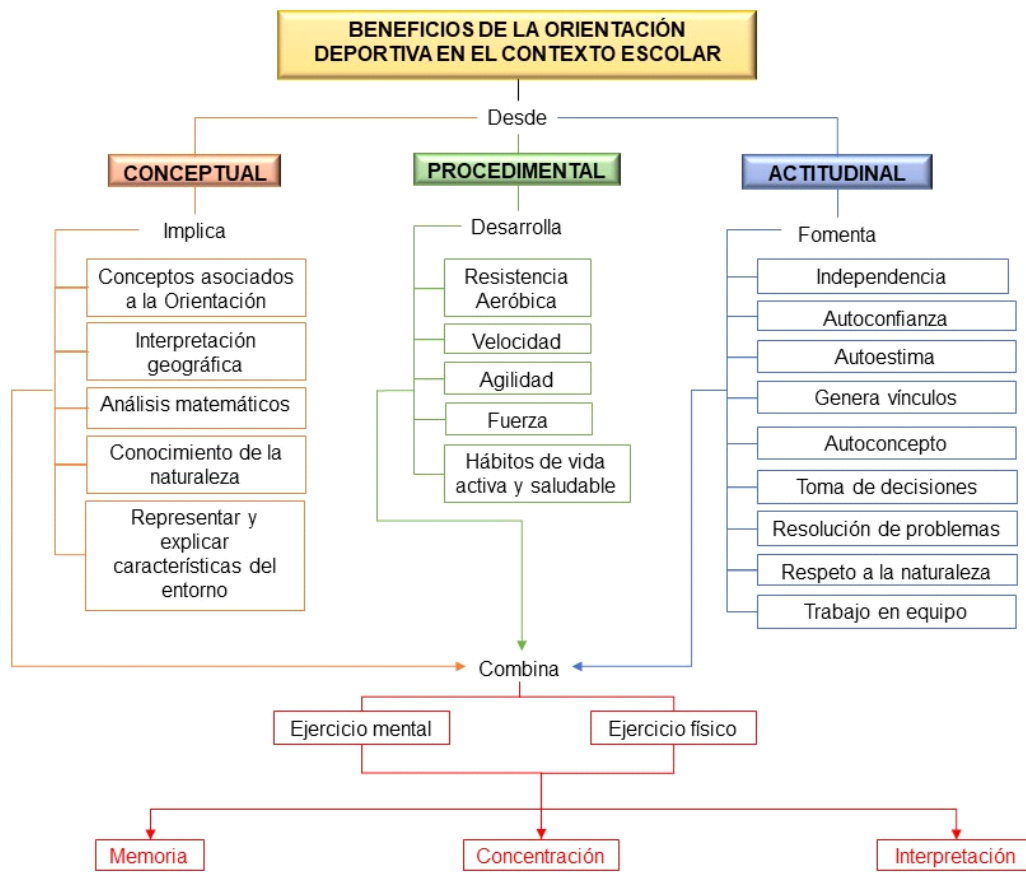 BENEFICIOS DE LA ORIENTACIÓN
DEPORTIVA EN EL CONTEXTO ESCOLAR
Desde
CONCEPTUAL
Implica
Conceptos asociados
a la Orientación
Interpretación
geográfica
Análisis matemáticos
Conocimiento de la
naturaleza
Representar y
explicar
características del
entorno
PROCEDIMENTAL
Desarrolla
Resistencia
Aeróbica
Velocidad
Agilidad
Fuerza
Hábitos de vida
activa y saludable
ACTITUDINAL
Fomenta
Independencia
Autoconfianza
Autoestima
Genera vínculos
Autoconcepto
Toma de decisiones
Resolución de problemas
Respeto a la naturaleza
Trabajo en equipo
Combina
Ejercicio mental
Ejercicio físico
Memoria
Concentración
Interpretación